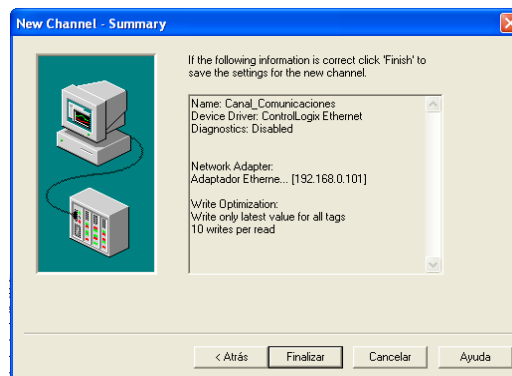 New Channel - Summary
If the following information is correct click 'Finish' to
save the settings for the new channel.
Name: Canal_Comunicaciones
Device Driver: ControlLogix Ethernet
Diagnostics: Disabled
Network Adapter:
Adaptador Etherne... [192.168.0.101]
Write Optimization:
Write only latest value for all tags
10 writes per read
< Atrás
Finalizar
Cancelar
Ayuda